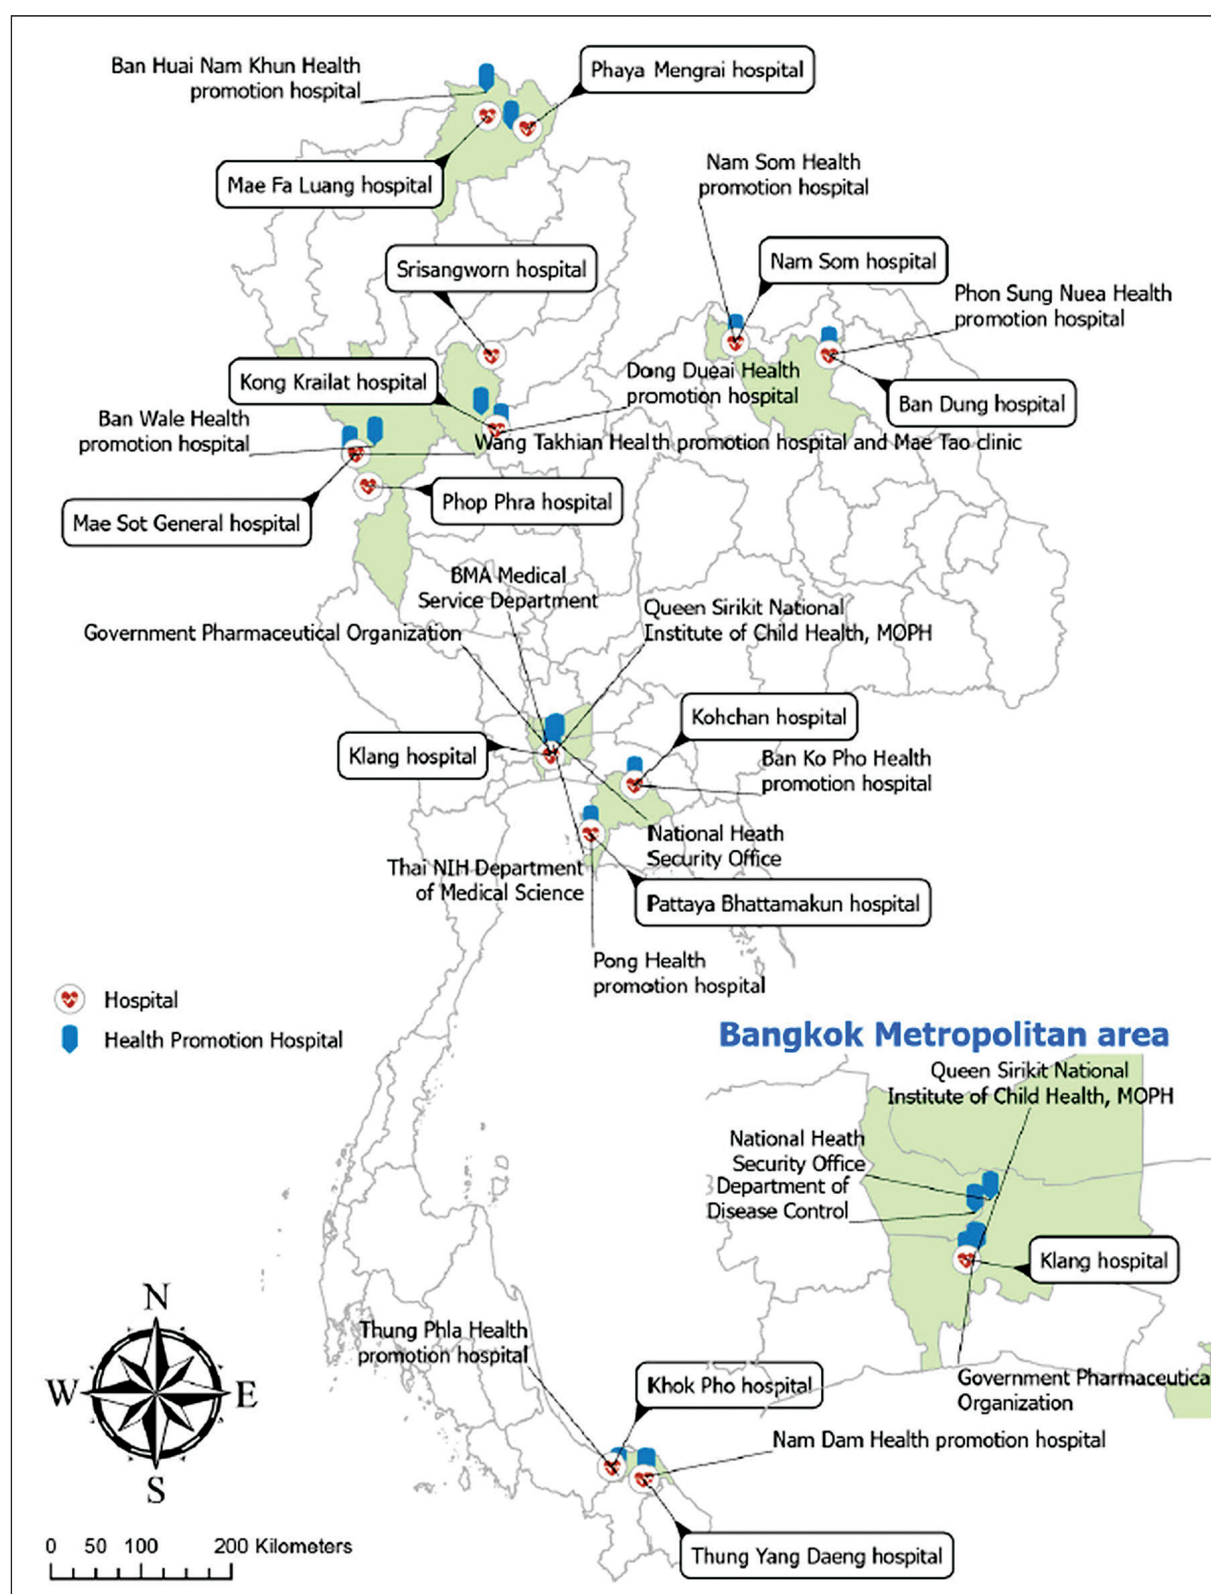 Ban Huai Nam Khun Health
promotion hospital
Phaya Mengrai hospital
Mae Fa Luang hospital
Nam Som Health
promotion hospital
Srisangworn hospital
Nam Som hospital
Phon Sung Nuea Health
promotion hospital
Kong Krailat hospital
Dong Dueai Health
promotion hospital
Ban Dung hospital
Ban Wale Health
promotion hospital
Wang Takhian Health promotion hospital and Mae Tao clinic
Mae Sot General hospital
Phop Phra hospital
BMA Medical
Service Department
Queen Sirikit National
Institute of Child Health, MOPH
Government Pharmaceutical Organization
Kohchan hospital
Klang hospital
Ban Ko Pho Health
promotion hospital
National Heath
Security Office
Thai NIH Department
of Medical Science
Pattaya Bhattamakun hospital
Pong Health
promotion hospital
Hospital
Health Promotion Hospital
Bangkok Metropolitan area
Queen Sirikit National
Institute of Child Health, MOPH
National Heath
Security Office
Department of
Disease Control
Klang hospital
Government Pharmaceutica
Organization
Thung Phla Health
promotion hospital
Khok Pho hospital
Nam Dam Health promotion hospital
Thung Yang Daeng hospital
N
W E
S
0 50 100 200 Kilometers